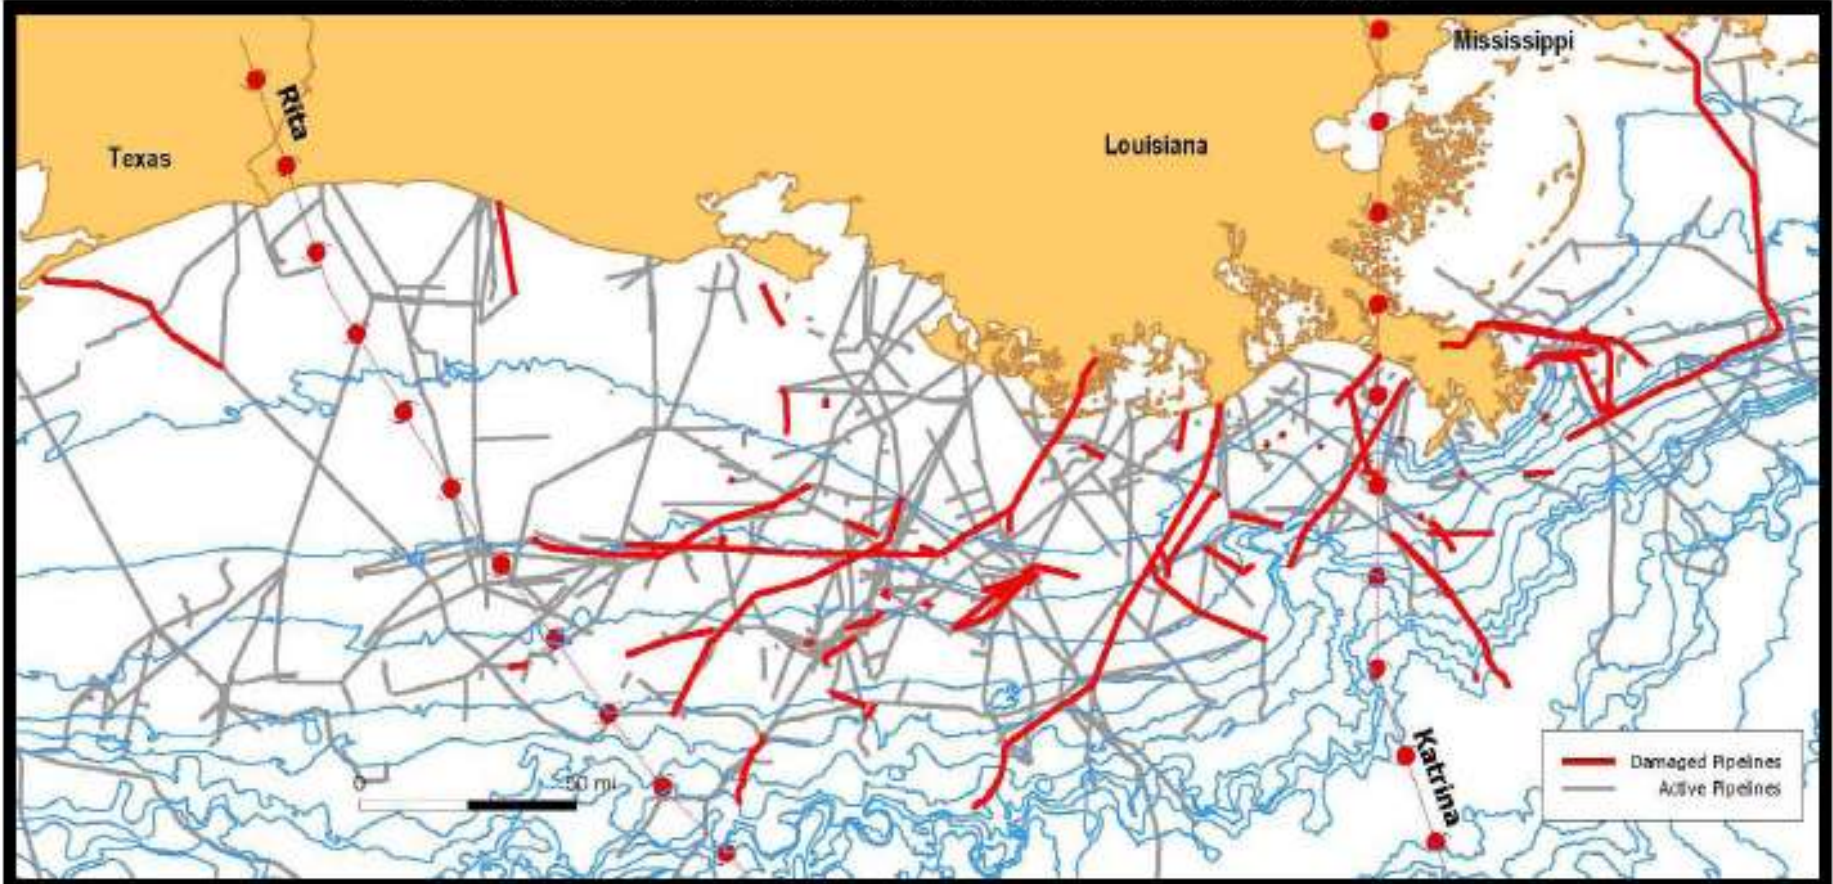 Mississippi
Rita
Texas
Louisiana
Katrina
0
50 mi
Damaged Pipelines
Active Pipelines